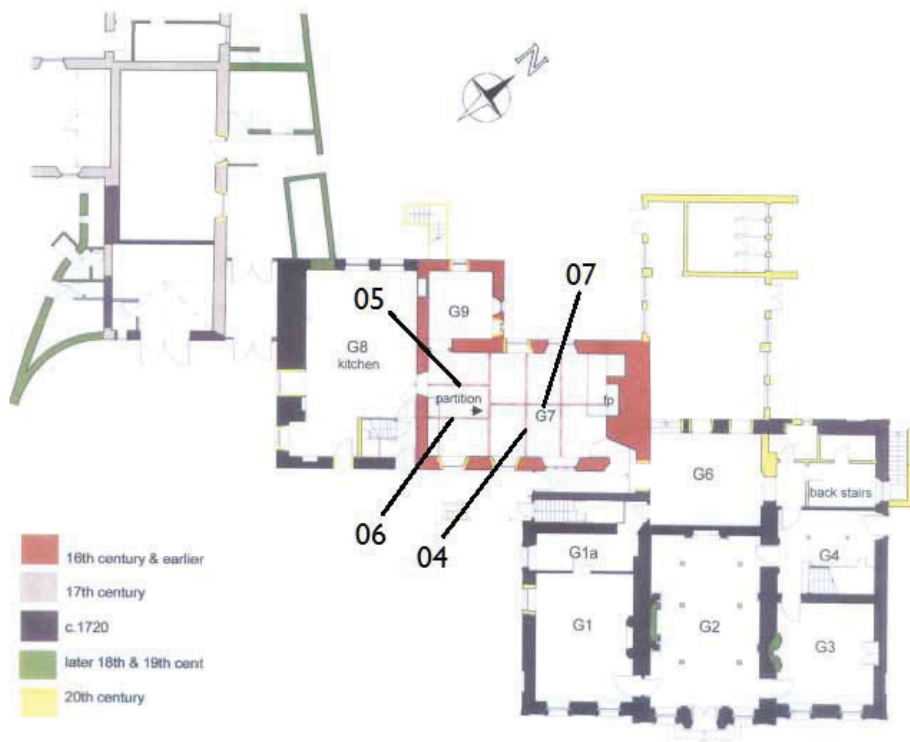 N
07
05
G9
G8
kitchen
partition
fp
G7
G6
back stairs
06
04
G1a
G4
G1
G2
G3
16th century & earlier
17th century
c.1720
later 18th & 19th cent
20th century